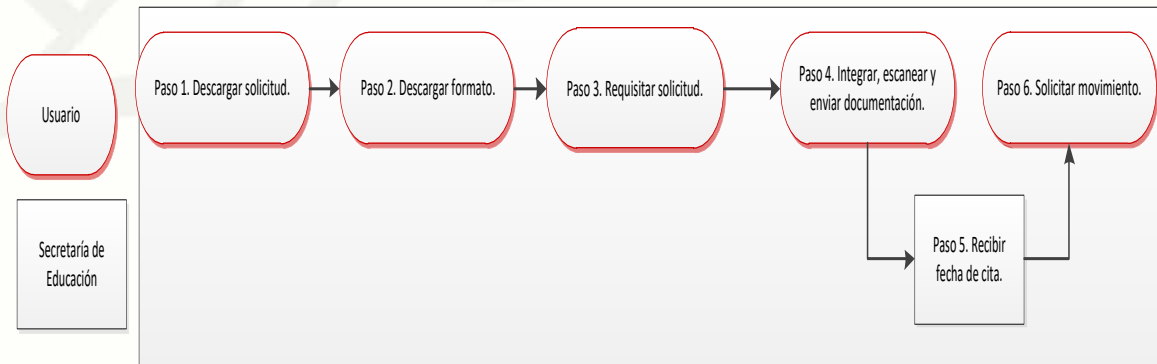 Usuario
Paso 1. Descargar solicitud.
Paso 2. Descargar formato.
Paso 3. Requisitar solicitud.
Paso 4. Integrar, escanear y
enviar documentación.
Paso 6. Solicitar movimiento.
Secretaría de
Educación
Paso 5. Recibir
fecha de cita.